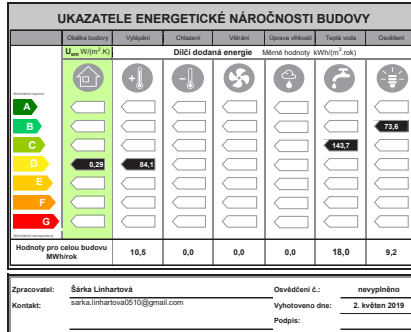 UKAZATELE ENERGETICKÉ NÁROČNOSTI BUDOVY
Obálka budovy Vytápění Chlazení Větrání Úprava vlhkosti Teplá voda Osvětlení
Uem W/(m².K) Dílčí dodaná energie Měrné hodnoty kWh/(m².rok)
A
B 73,6
C 143,7
D 0,29 84,1
E
F
G
Hodnoty pro celou budovu MWh/rok 10,5 0,0 0,0 0,0 18,0 9,2
Zpracovatel: Šárka Linhartová Osvědčení č.: nevyplněno
Kontakt: sarka.linhartova0510@gmail.com Vyhotoveno dne: 2. květen 2019
Podpis: